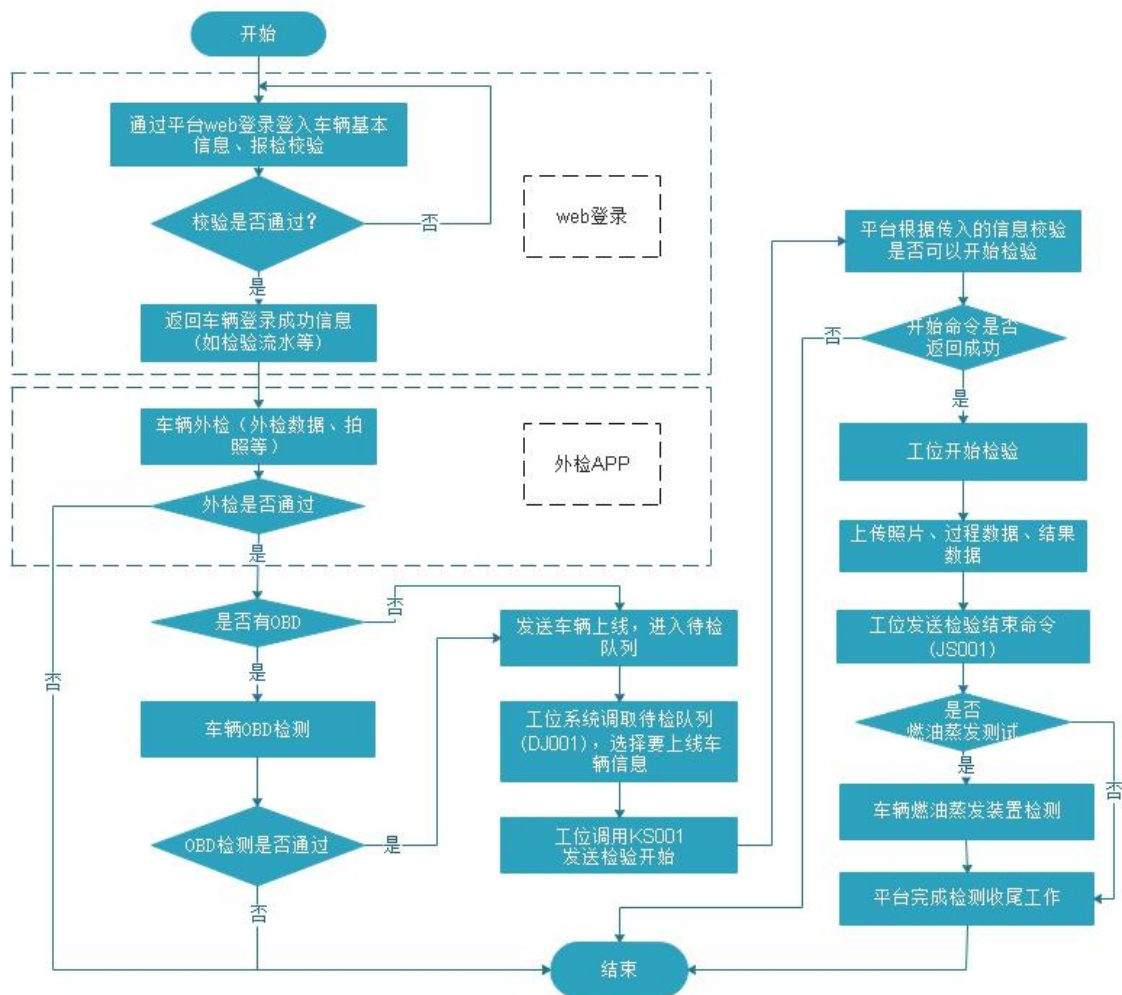 开始
通过平台web登录登入车辆基本
信息、报检校验
校验是否通过?
否
是
返回车辆登录成功信息
(如检验流水等)
web登录
车辆外检（外检数据、拍
照等）
外检是否通过
外检APP
是
否
是否有OBD
否
是
车辆OBD检测
OBD检测是否通过
是
否
发送车辆上线，进入待检
队列
工位系统调取待检队列
(DJ001)，选择要上线车
辆信息
工位调用KS001
发送检验开始
平台根据传入的信息校验
是否可以开始检验
开始命令是否
返回成功
否
是
工位开始检验
上传照片、过程数据、结果
数据
工位发送检验结束命令
(JS001)
是否
燃油蒸发测试
是
否
车辆燃油蒸发装置检测
平台完成检测收尾工作
结束